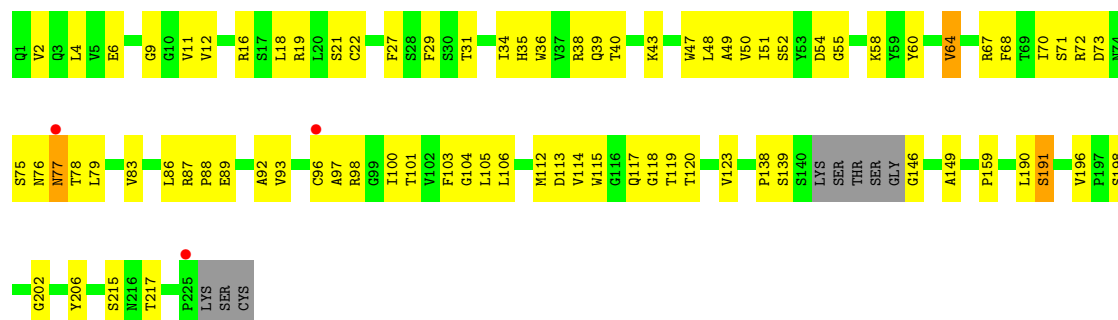 Q1 V2 Q3 L4 V5 E6 G9 G10 V11 V12 R16 S17 L18 R19 L20 S21 C22 F27 S28 F29 S30 T31 I34 H35 W36 V37 R38 Q39 T40 K43 W47 L48 A49 V50 I51 S52 Y53 D54 G55 K58 Y59 Y60 V64 R67 F68 T69 I70 S71 R72 D73 N74
S75 N76 N77 T78 L79 V83 L86 R87 P88 E89 A92 V93 C96 A97 R98 G99 I100 T101 V102 F103 G104 L105 L106 M112 D113 V114 W115 G116 Q117 G118 T119 T120 V123 P138 S139 S140 LYS SER THR SER GLY G146 A149 P159 L190 S191 V196 P197 S198
G202 Y206 S215 N216 T217 P225 LYS SER CYS